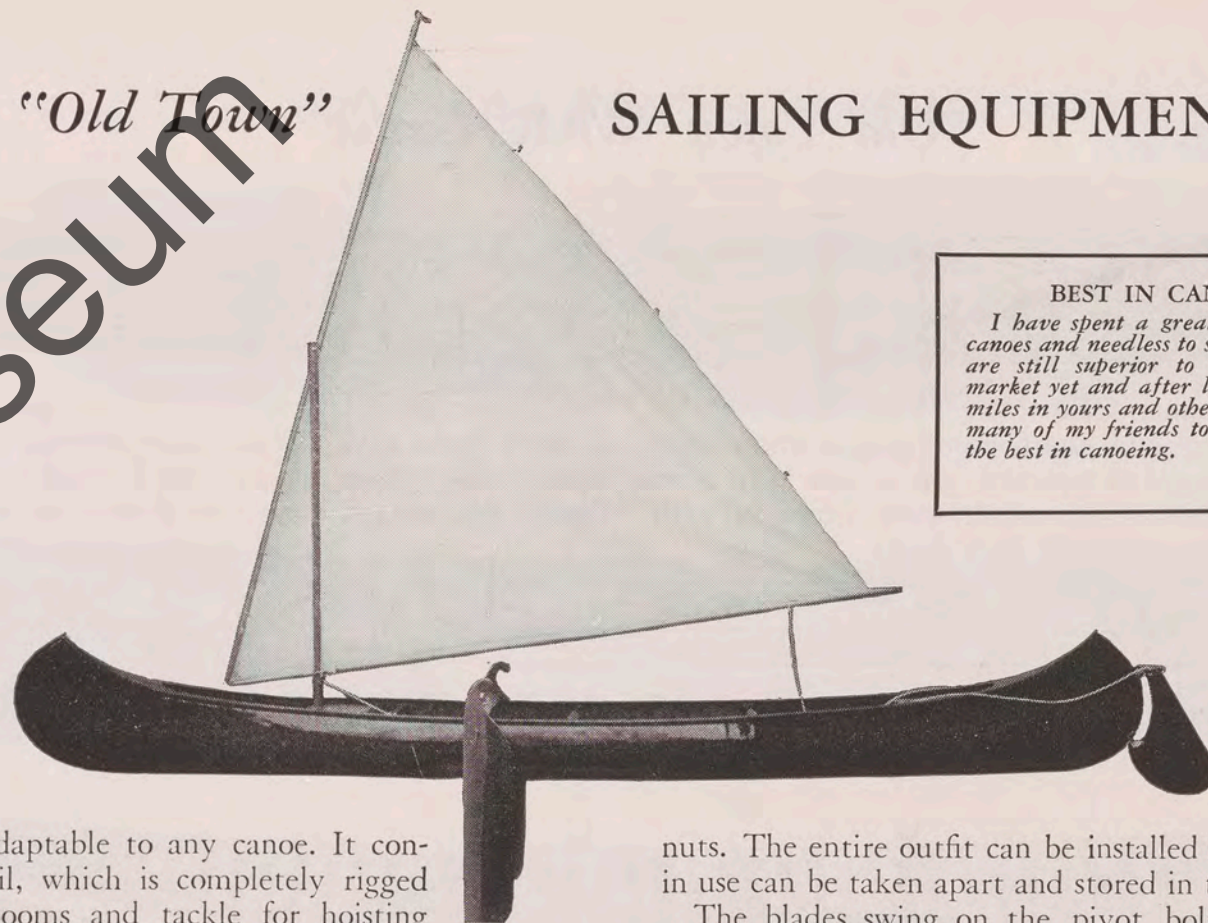 "Old Town"
SAILING EQUIPMEN
seum
BEST IN CAN
I have spent a grea
canoes and needless to s
are still superior to
market yet and after l
miles in yours and othe
many of my friends to
the best in canoeing.
daptable to any canoe. It con-
il, which is completely rigged
ooms and tackle for hoisting
nuts. The entire outfit can be installed
in use can be taken apart and stored in t
The blades swing on the pivot bol